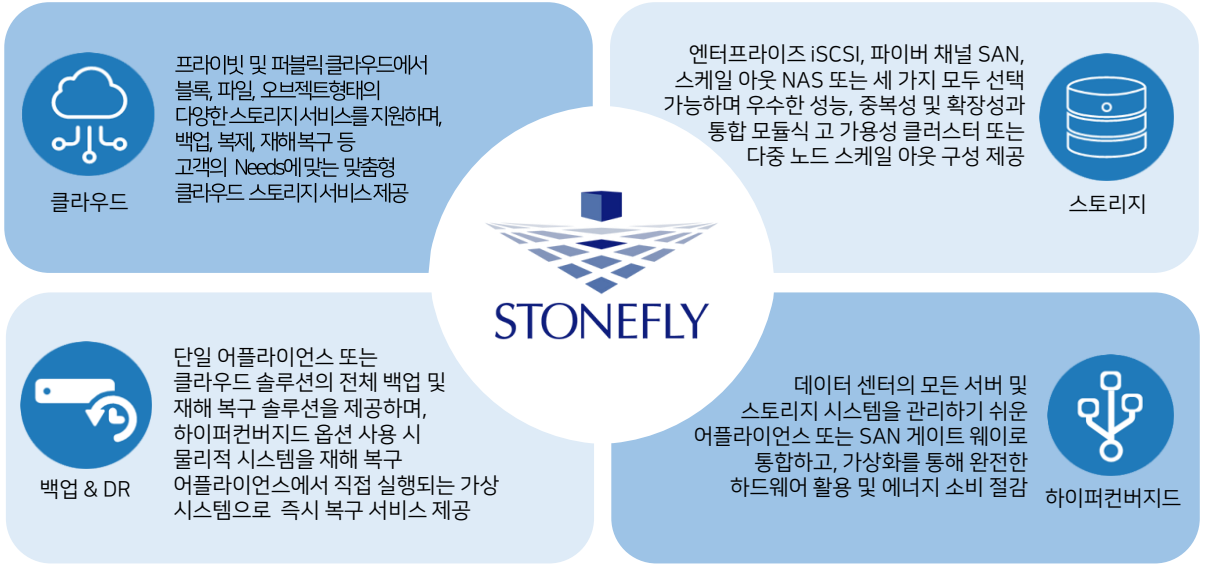 프라이빗 및 퍼블릭 클라우드에서
블록, 파일, 오브젝트형태의
다양한 스토리지 서비스를 지원하며,
백업, 복제, 재해 복구 등
고객의 Needs에 맞는 맞춤형
클라우드 스토리지 서비스 제공
클라우드
엔터프라이즈 iSCSI, 파이버 채널 SAN,
스케일 아웃 NAS 또는 세 가지 모두 선택
가능하며 우수한 성능, 중복성 및 확장성과
통합 모듈식 고 가용성 클러스터 또는
다중 노드 스케일 아웃 구성 제공
스토리지
STONEFLY
단일 어플라이언스 또는
클라우드 솔루션의 전체 백업 및
재해 복구 솔루션을 제공하며,
하이퍼컨버지드 옵션 사용 시
물리적 시스템을 재해 복구
어플라이언스에서 직접 실행되는 가상
시스템으로 즉시 복구 서비스 제공
백업 & DR
데이터 센터의 모든 서버 및
스토리지 시스템을 관리하기 쉬운
어플라이언스 또는 SAN 게이트 웨이로
통합하고, 가상화를 통해 완전한
하드웨어 활용 및 에너지 소비 절감
하이퍼컨버지드